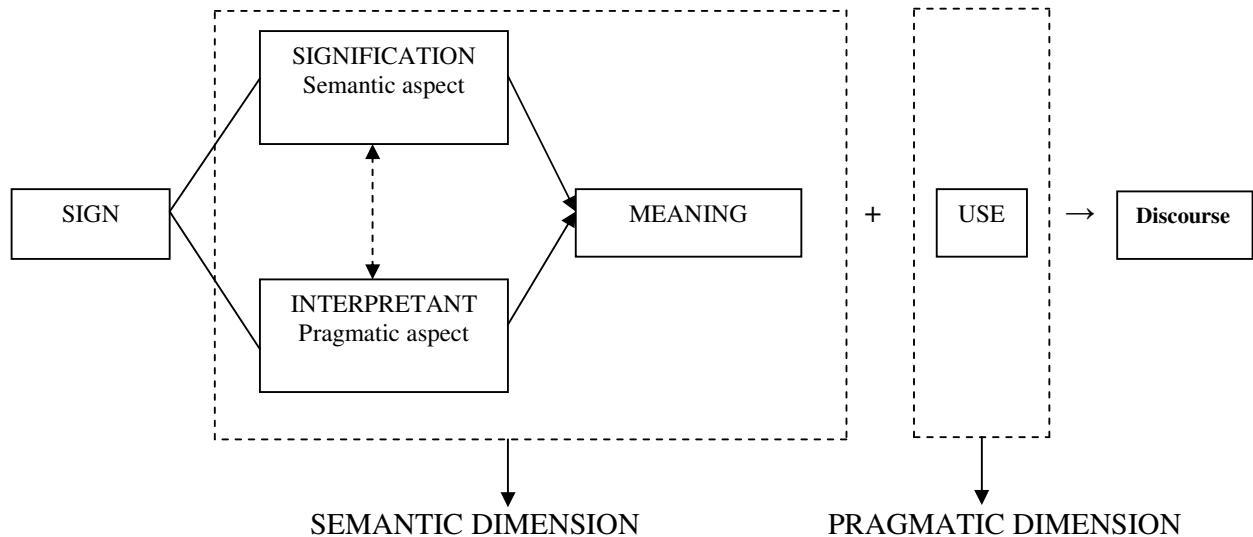 SIGNIFICATION
Semantic aspect
SIGN
MEANING
+
USE
→
Discourse
INTERPRETANT
Pragmatic aspect
SEMANTIC DIMENSION
PRAGMATIC DIMENSION